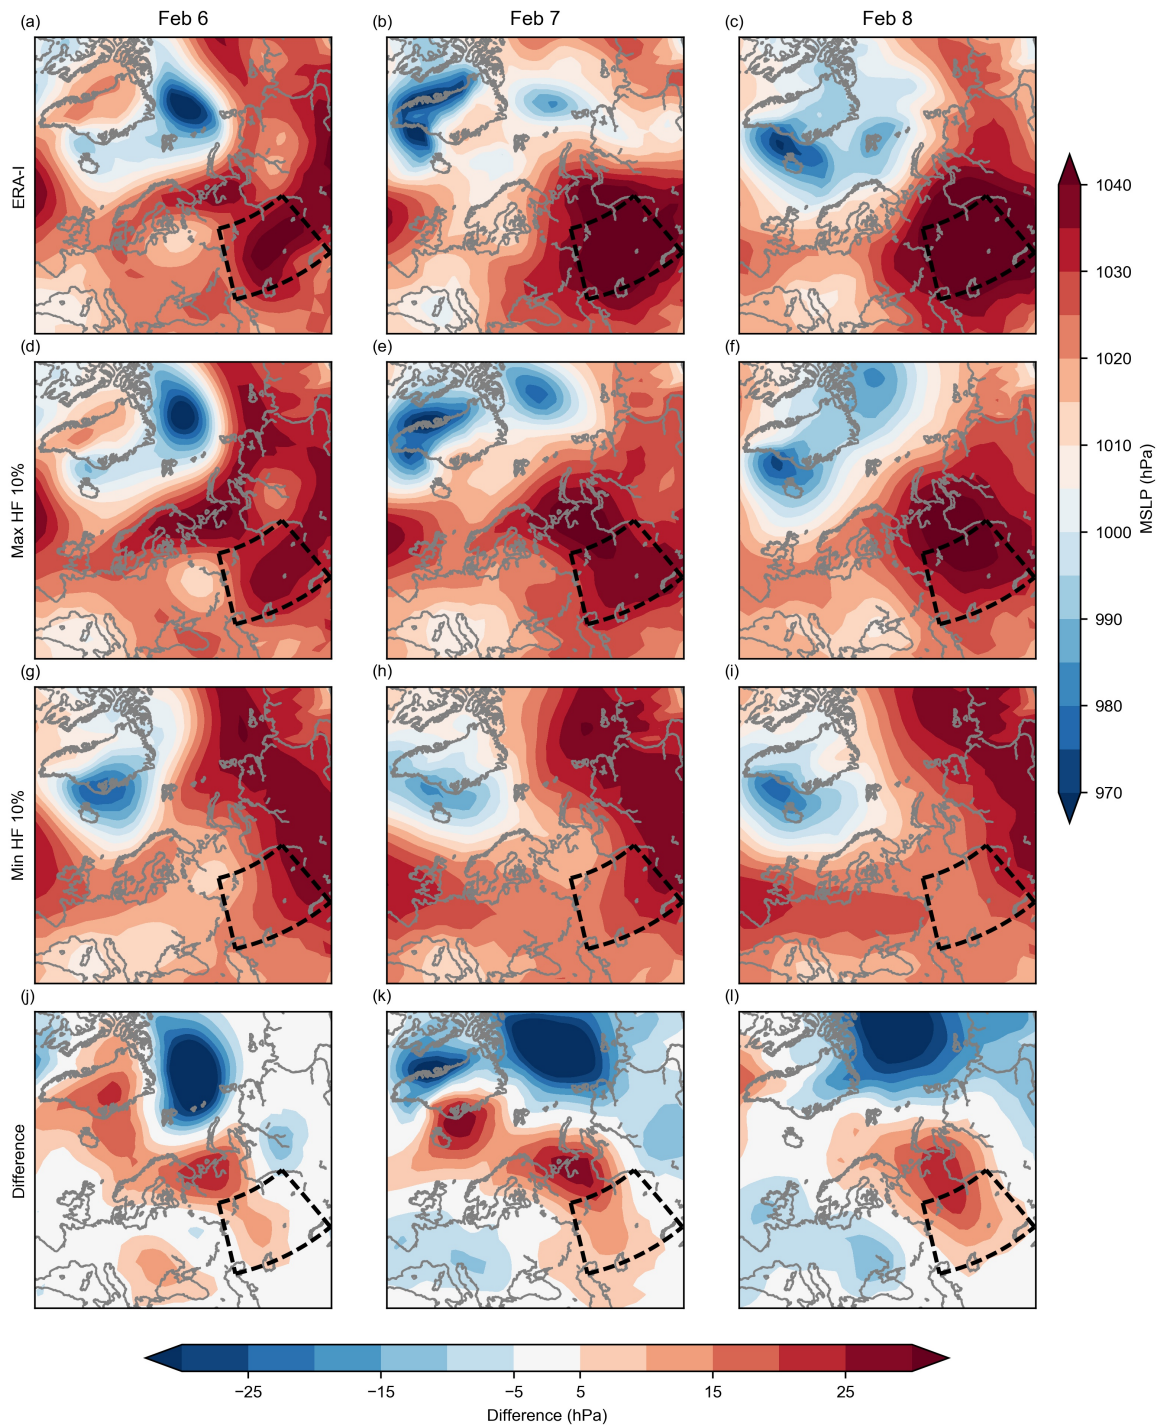 Feb 6
Feb 7
Feb 8
(a)
(b)
(c)
ERA-I
(d)
(e)
(f)
Max HF 10%
(g)
(h)
(i)
Min HF 10%
(j)
(k)
(l)
Difference
1040
1030
1020
1010
1000
990
980
970
MSLP (hPa)
−25
−15
−5
5
15
25
Difference (hPa)